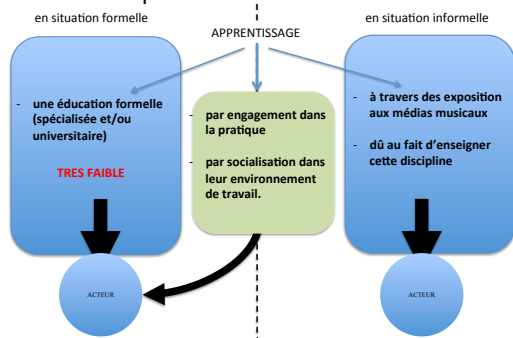 en situation formelle
en situation informelle
APPRENTISSAGE
- une éducation formelle
(spécialisée et/ou
universitaire)
TRES FAIBLE
- par engagement dans
la pratique
- par socialisation dans
leur environnement
de travail.
- à travers des exposition
aux médias musicaux
- dû au fait d'enseigner
cette discipline
ACTEUR
ACTEUR